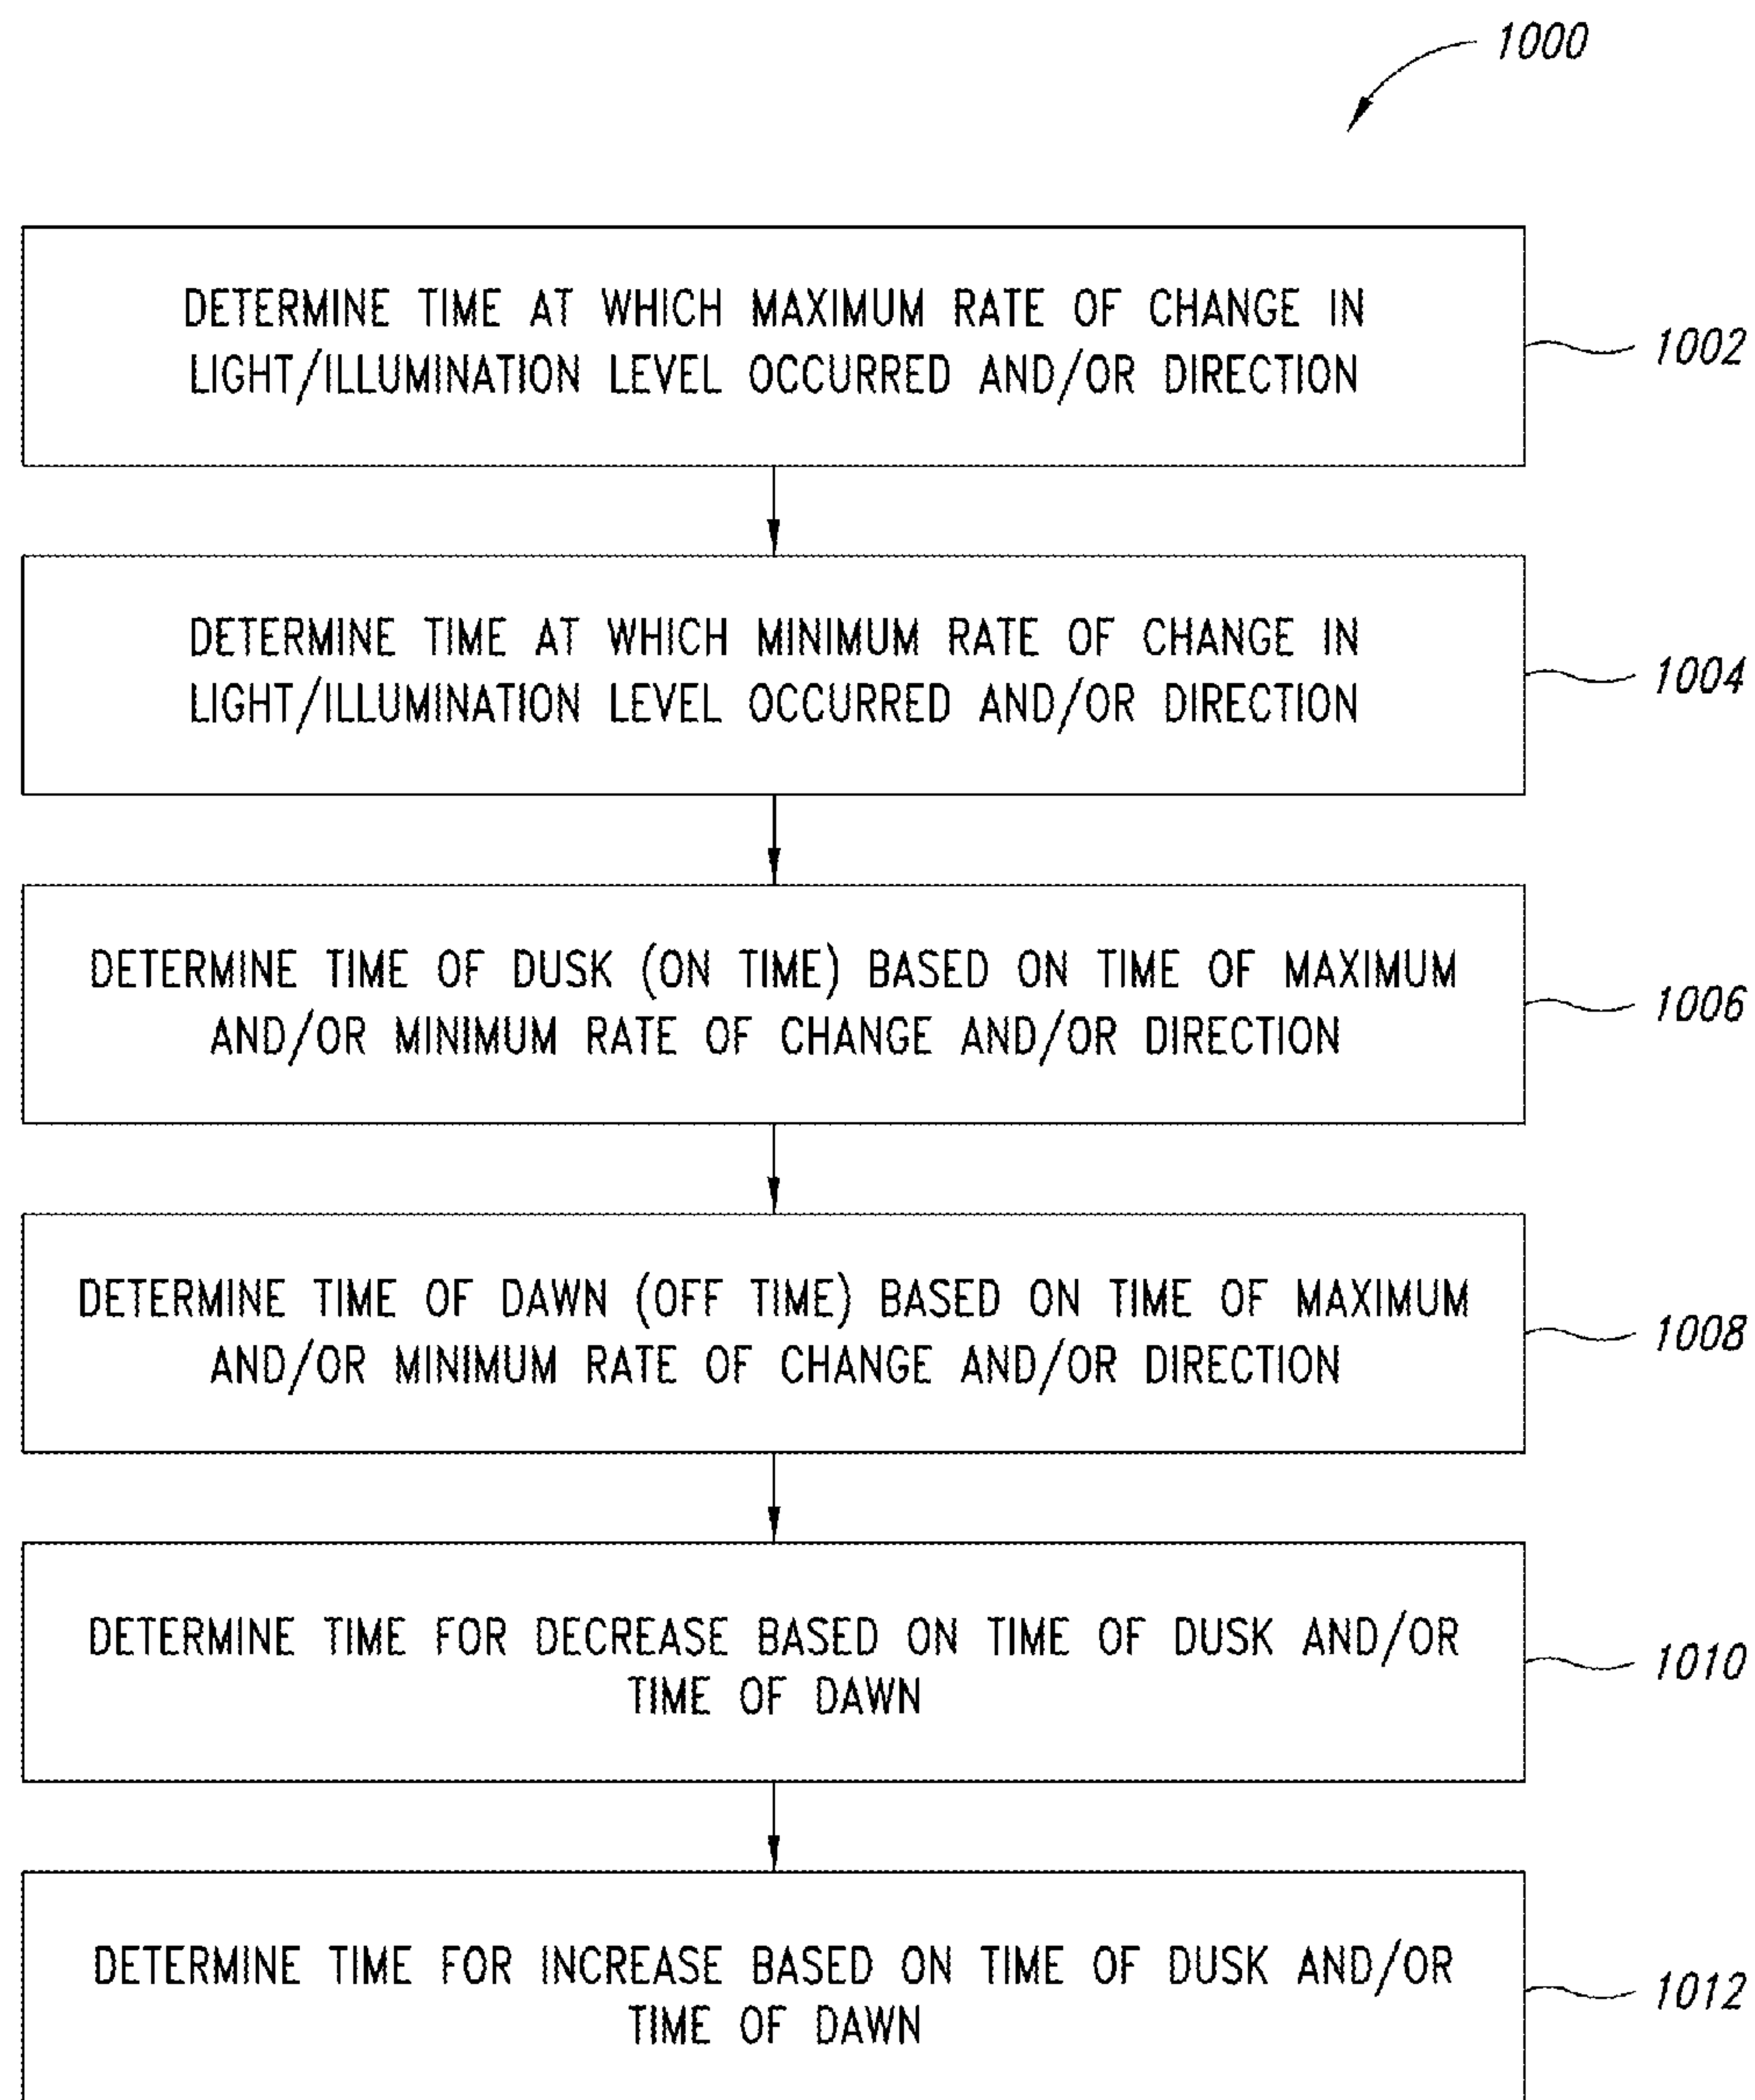 1000
DETERMINE TIME AT WHICH MAXIMUM RATE OF CHANGE IN
LIGHT/ILLUMINATION LEVEL OCCURRED AND/OR DIRECTION
1002
DETERMINE TIME AT WHICH MINIMUM RATE OF CHANGE IN
LIGHT/ILLUMINATION LEVEL OCCURRED AND/OR DIRECTION
1004
DETERMINE TIME OF DUSK (ON TIME) BASED ON TIME OF MAXIMUM
AND/OR MINIMUM RATE OF CHANGE AND/OR DIRECTION
1006
DETERMINE TIME OF DAWN (OFF TIME) BASED ON TIME OF MAXIMUM
AND/OR MINIMUM RATE OF CHANGE AND/OR DIRECTION
1008
DETERMINE TIME FOR DECREASE BASED ON TIME OF DUSK AND/OR
TIME OF DAWN
1010
DETERMINE TIME FOR INCREASE BASED ON TIME OF DUSK AND/OR
TIME OF DAWN
1012